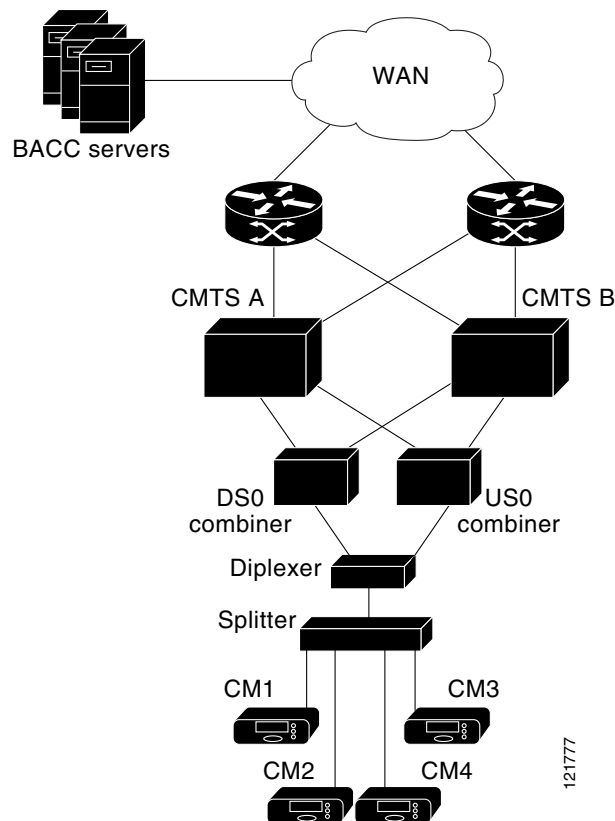 WAN
BACC servers
CMTS A
CMTS B
DS0
combiner
US0
combiner
Diplexer
Splitter
CM1
CM3
CM2
CM4
121777